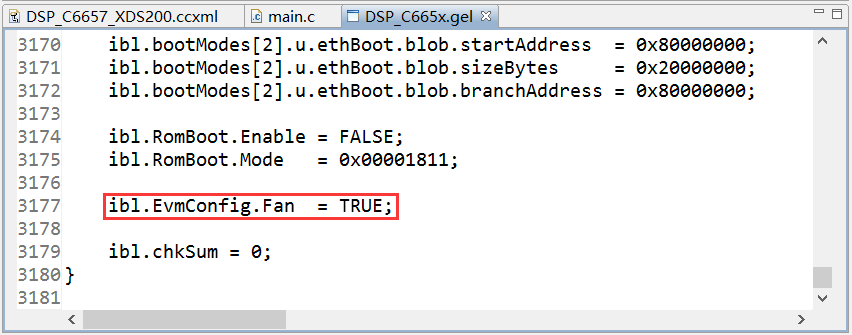 DSP_C6657_XDS200.ccxml main.c DSP_C665x.gel
3170 ibl.bootModes[2].u.ethBoot.blob.startAddress  = 0x80000000;
3171 ibl.bootModes[2].u.ethBoot.blob.sizeBytes     = 0x20000000;
3172 ibl.bootModes[2].u.ethBoot.blob.branchAddress = 0x80000000;
3173
3174 ibl.RomBoot.Enable = FALSE;
3175 ibl.RomBoot.Mode   = 0x00001811;
3176
3177 ibl.EvmConfig.Fan  = TRUE;
3178
3179 ibl.chkSum = 0;
3180 }
3181